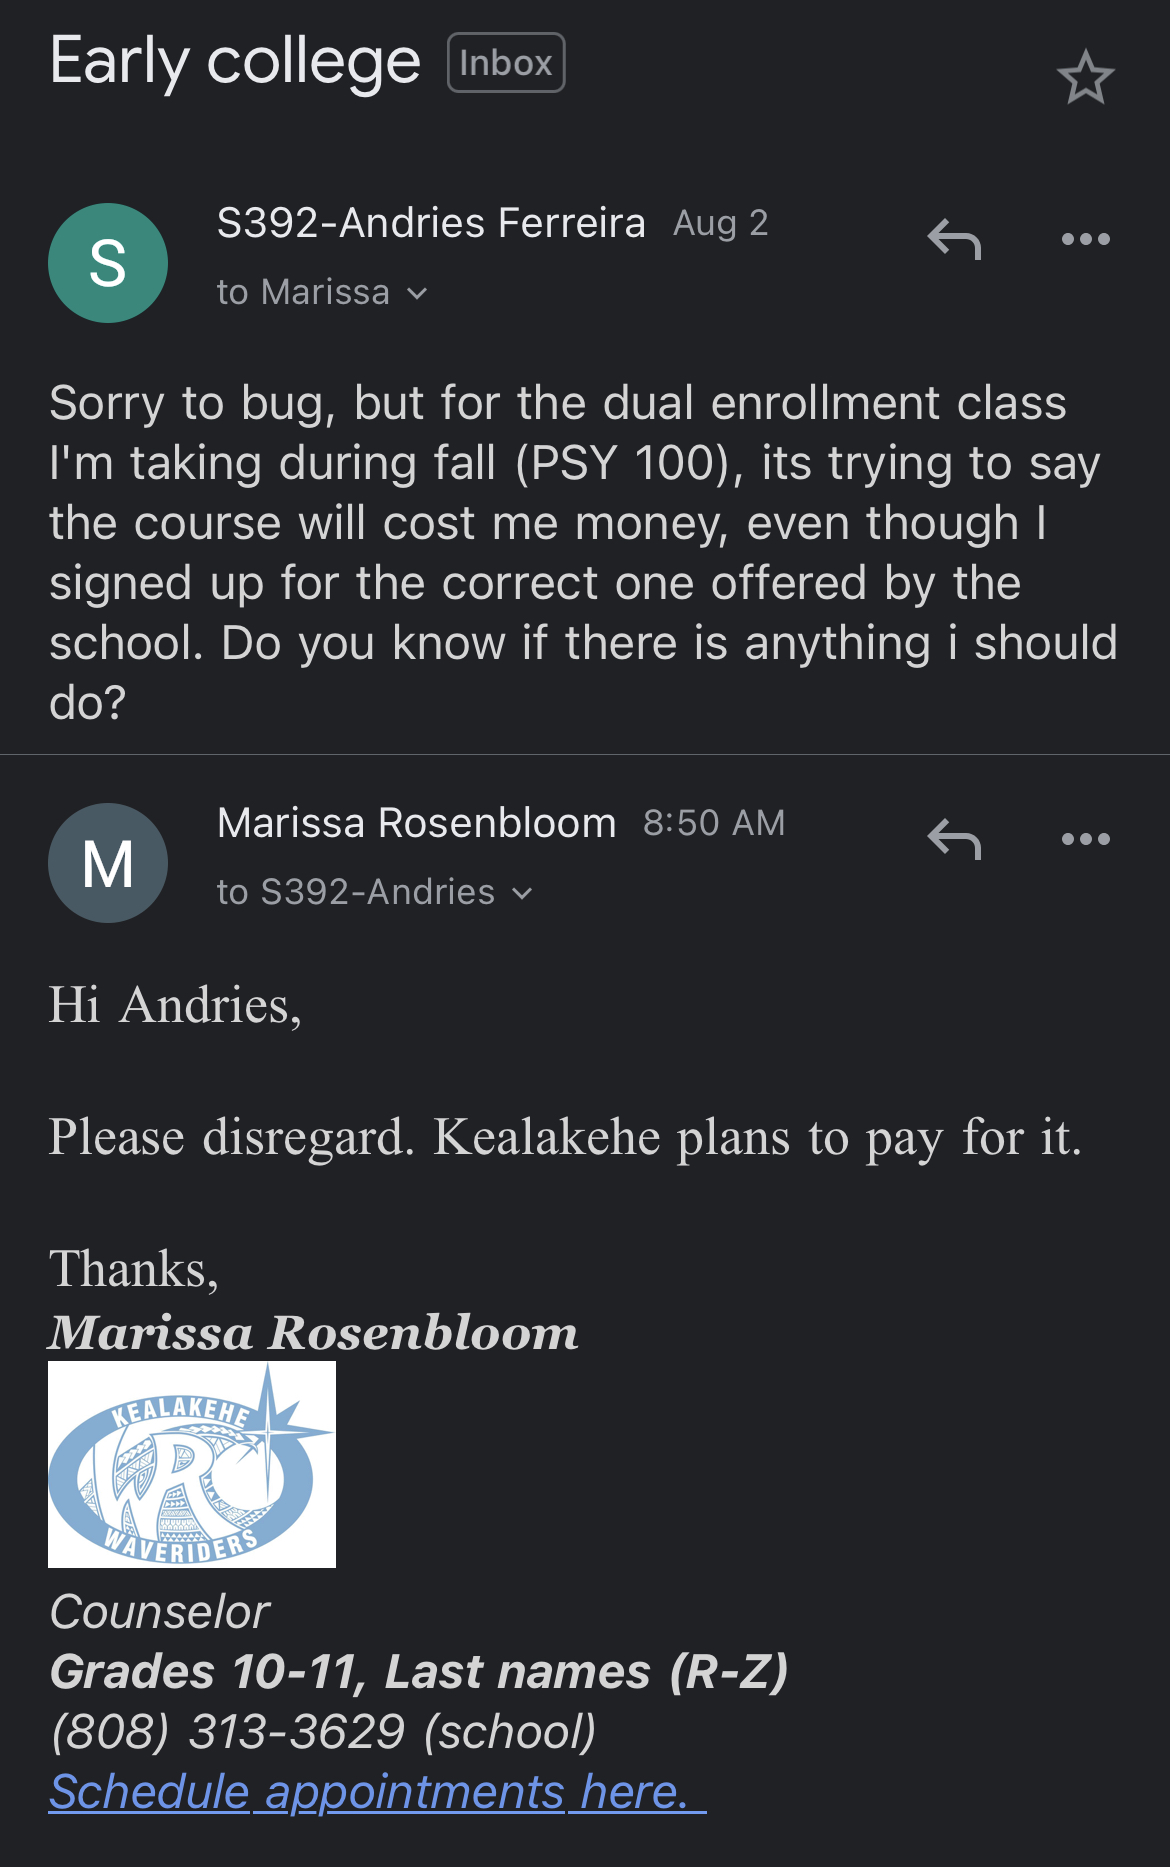 Early college Inbox
S
S392-Andries Ferreira Aug 2
to Marissa
Sorry to bug, but for the dual enrollment class
I'm taking during fall (PSY 100), its trying to say
the course will cost me money, even though I
signed up for the correct one offered by the
school. Do you know if there is anything i should
do?
M
Marissa Rosenbloom 8:50 AM
to S392-Andries
Hi Andries,
Please disregard. Kealakehe plans to pay for it.
Thanks,
Marissa Rosenbloom
KEALAKEHE
WR
WAVERIDERS
Counselor
Grades 10-11, Last names (R-Z)
(808) 313-3629 (school)
Schedule appointments here.